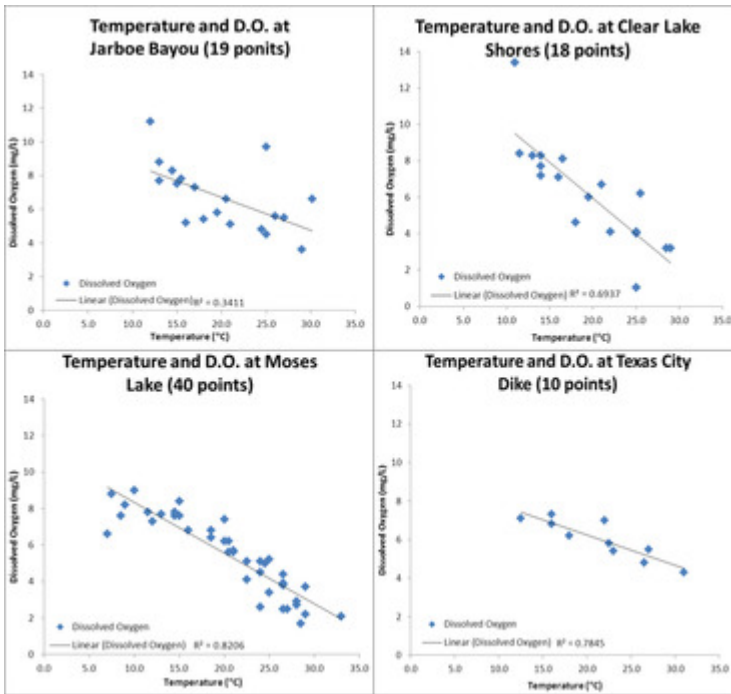 Temperature and D.O. at
Jarboe Bayou (19 ponits)
14
12
10
8
6
4
2
0
Dissolved Oxygen (mg/L)
Dissolved Oxygen
Linear (Dissolved Oxygen) R² = 0.3411
0.0 5.0 10.0 15.0 20.0 25.0 30.0 35.0
Temperature (°C)
Temperature and D.O. at Clear Lake
Shores (18 points)
14
12
10
8
6
4
2
0
Dissolved Oxygen (mg/L)
Dissolved Oxygen
Linear (Dissolved Oxygen) R² = 0.6937
0.0 5.0 10.0 15.0 20.0 25.0 30.0 35.0
Temperature (°C)
Temperature and D.O. at Moses
Lake (40 points)
14
12
10
8
6
4
2
0
Dissolved Oxygen (mg/L)
Dissolved Oxygen
Linear (Dissolved Oxygen) R² = 0.8206
0.0 5.0 10.0 15.0 20.0 25.0 30.0 35.0
Temperature (°C)
Temperature and D.O. at Texas City
Dike (10 points)
14
12
10
8
6
4
2
0
Dissolved Oxygen (mg/L)
Dissolved Oxygen
Linear (Dissolved Oxygen) R² = 0.7845
0.0 5.0 10.0 15.0 20.0 25.0 30.0 35.0
Temperature (°C)